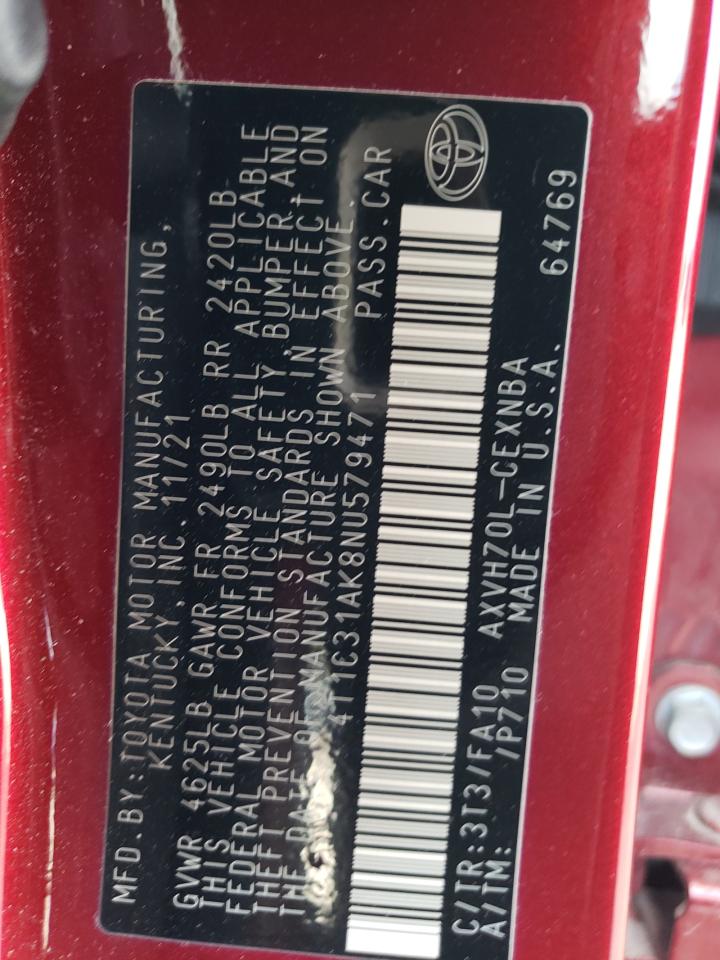 MFD.BY:TOYOTA MOTOR MANUFACTURING,
KENTUCKY,INC. 11/21
GVWR 4625LB GAWR FR 2490LB RR 2420LB
THIS VEHICLE CONFORMS TO ALL APPLICABLE
FEDERAL MOTOR VEHICLE SAFETY, BUMPER,AND
THEFT PREVENTION STANDARDS IN EFFECT ON
THE DATE OF MANUFACTURE SHOWN ABOVE.
4T1C31AK8NU579471 PASS.CAR
C/TR:3T3/FA10 AXVH70L-CEXNBA
A/TM: /P710 MADE IN U.S.A. 64769